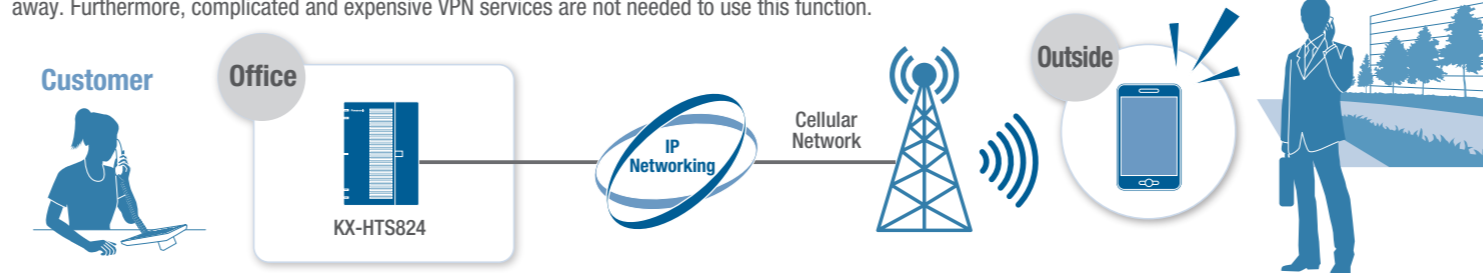 away. Furthermore, complicated and expensive VPN services are not needed to use this function.
Customer
Office
KX-HTS824
IP
Networking
Cellular
Network
Outside